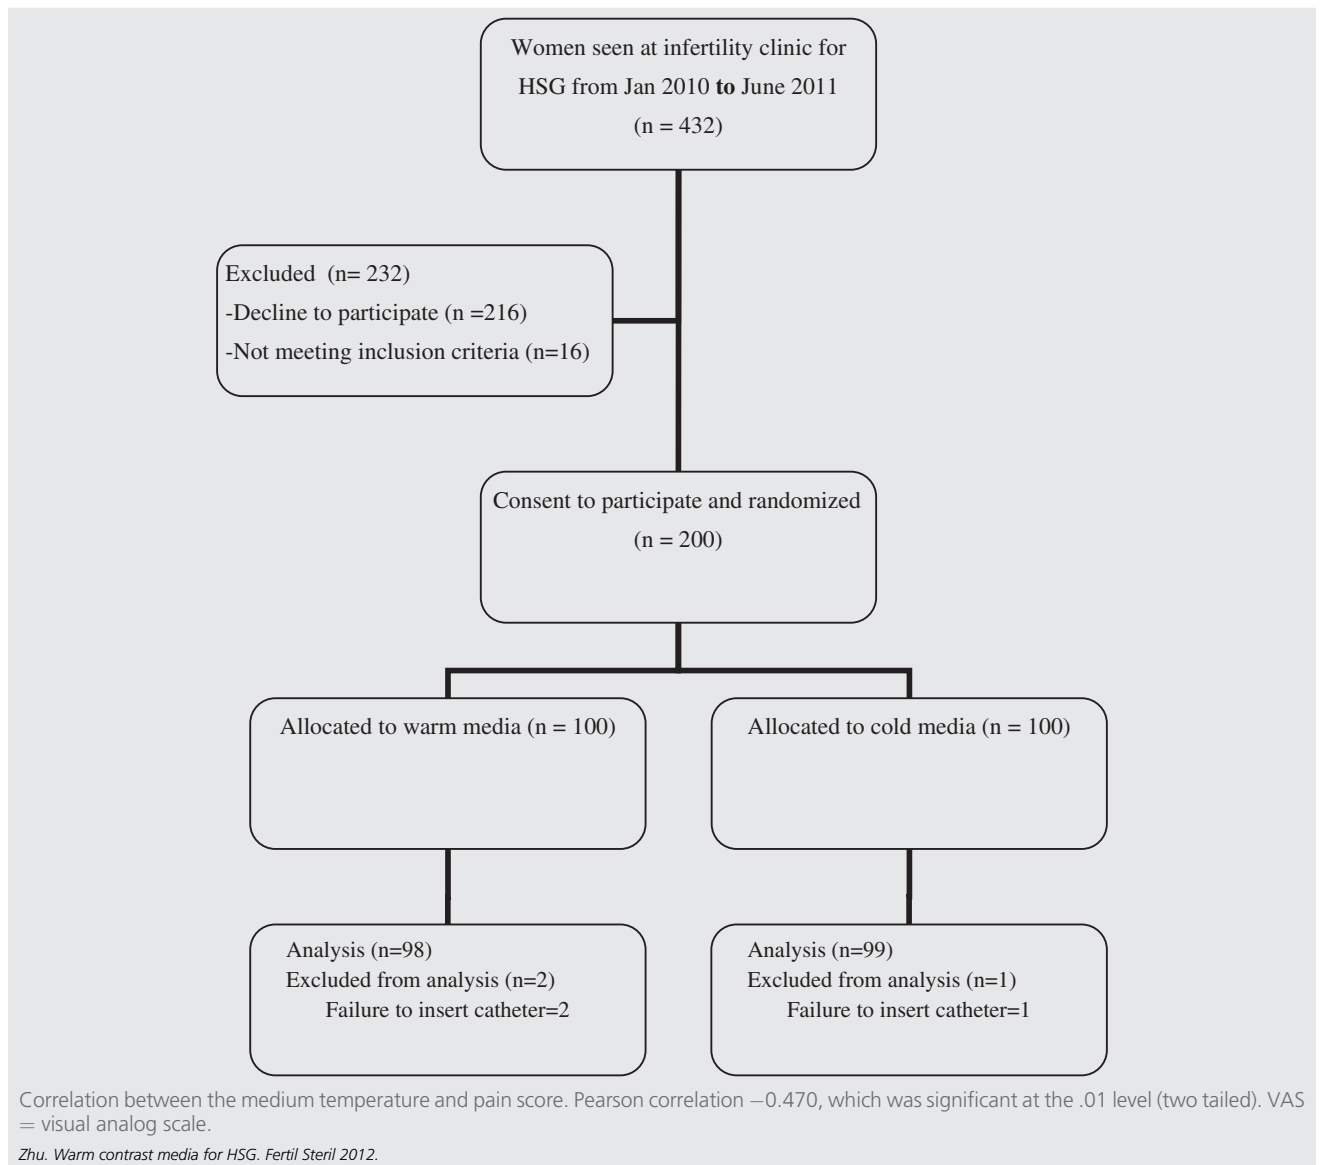 Women seen at infertility clinic for
HSG from Jan 2010 to June 2011
(n = 432)
Excluded (n= 232)
-Decline to participate (n =216)
-Not meeting inclusion criteria (n=16)
Consent to participate and randomized
(n = 200)
Allocated to warm media (n = 100)
Allocated to cold media (n = 100)
Analysis (n=98)
Excluded from analysis (n=2)
Failure to insert catheter=2
Analysis (n=99)
Excluded from analysis (n=1)
Failure to insert catheter=1
Correlation between the medium temperature and pain score. Pearson correlation −0.470, which was significant at the .01 level (two tailed). VAS
= visual analog scale.
Zhu. Warm contrast media for HSG. Fertil Steril 2012.